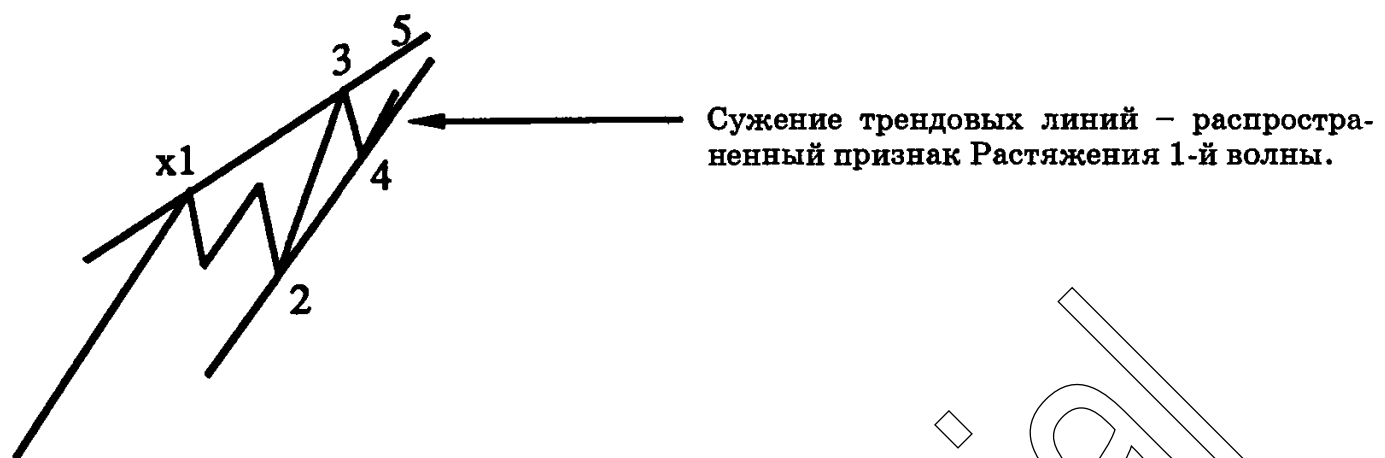 5
3
x1
Сужение трендовых линий – распростра-
ненный признак Растяжения 1-й волны.
4
2